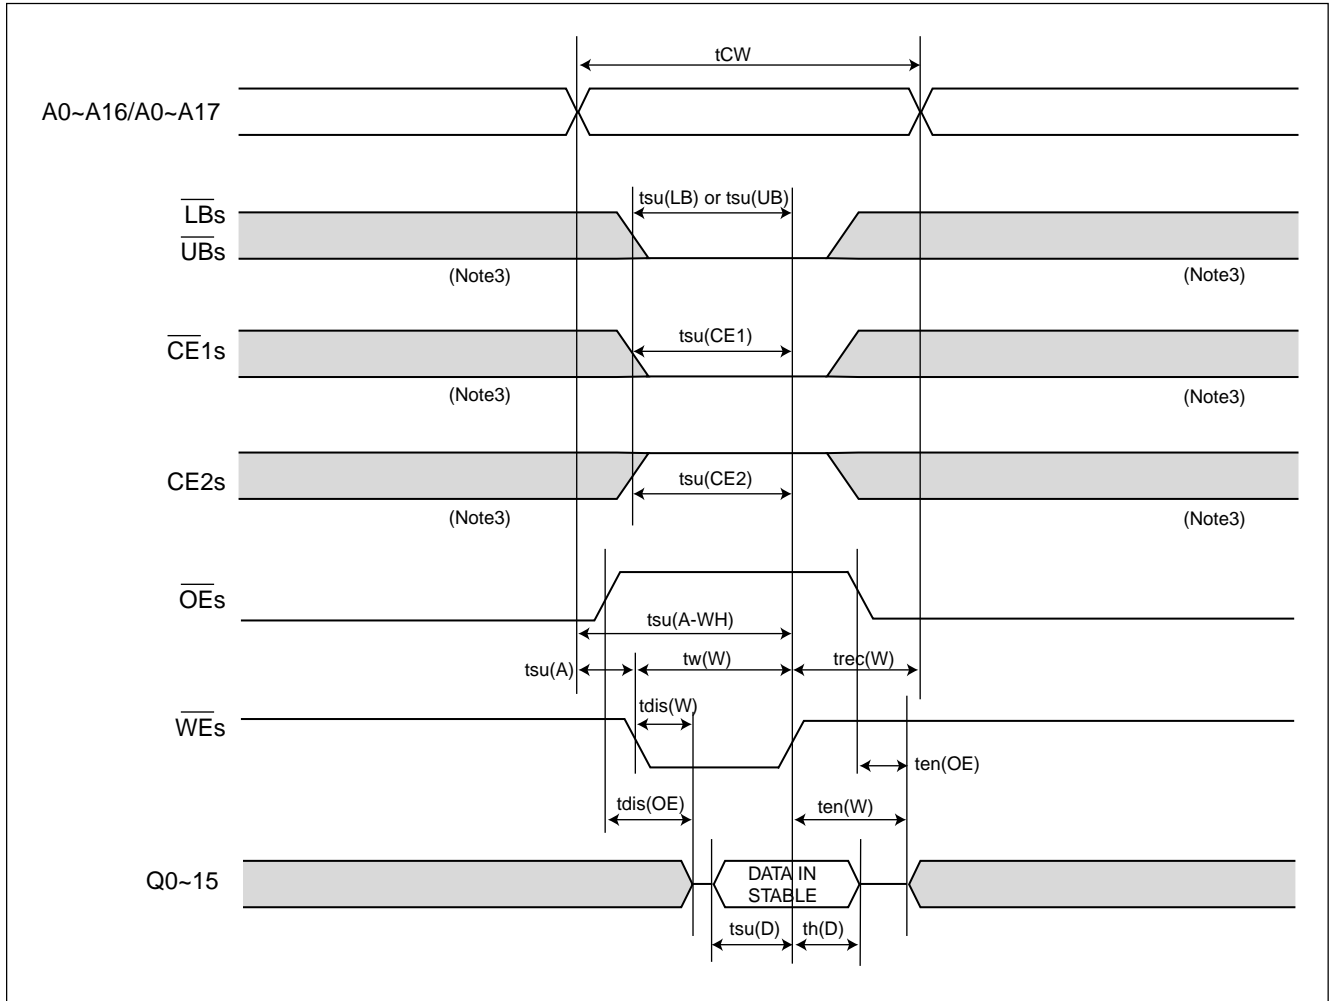 tCW
A0~A16/A0~A17
tsu(LB) or tsu(UB)
LBs
UBs
(Note3) (Note3)
tsu(CE1)
CE1s
(Note3) (Note3)
tsu(CE2)
CE2s
(Note3) (Note3)
OEs
tsu(A-WH)
tsu(A) tw(W) trec(W)
tdis(W)
WEs
ten(OE)
tdis(OE) ten(W)
Q0~15
DATA IN
STABLE
tsu(D) th(D)